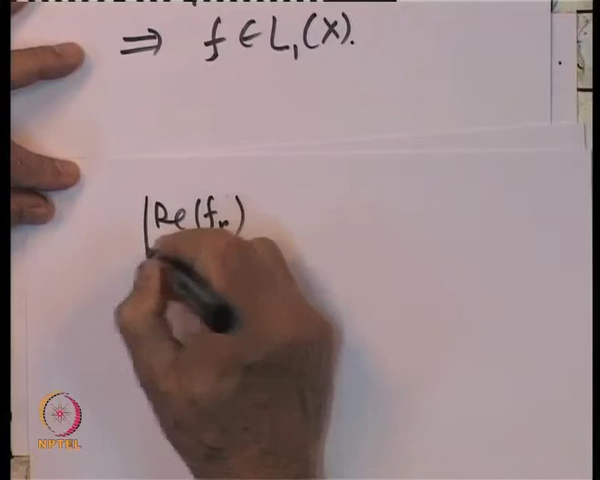 ⇒ f ∈ L₁(X).
|Re(fₙ)
NPTEL